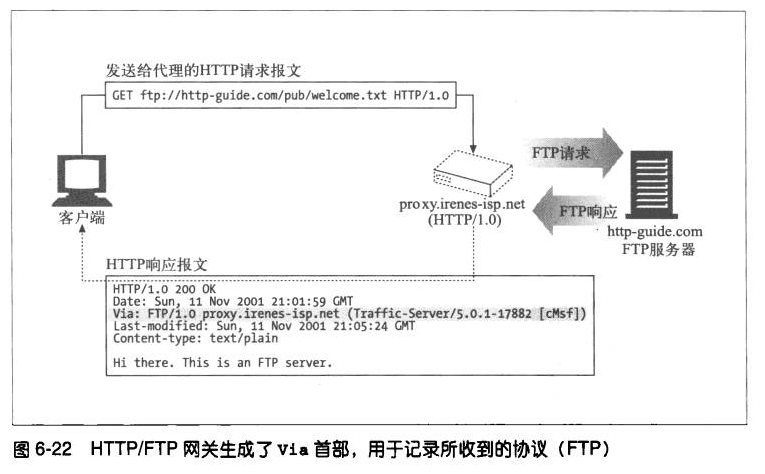 发送给代理的HTTP请求报文
GET ftp://http-guide.com/pub/welcome.txt HTTP/1.0
FTP请求
客户端
proxy.irenes-isp.net
(HTTP/1.0)
FTP响应
http-guide.com
FTP服务器
HTTP响应报文
HTTP/1.0 200 OK
Date: Sun, 11 Nov 2001 21:01:59 GMT
Via: FTP/1.0 proxy.irenes-isp.net (Traffic-Server/5.0.1-17882 [cMsf])
Last-modified: Sun, 11 Nov 2001 21:05:24 GMT
Content-type: text/plain
Hi there. This is an FTP server.
图 6-22 HTTP/FTP 网关生成了 Via 首部，用于记录所收到的协议（FTP）